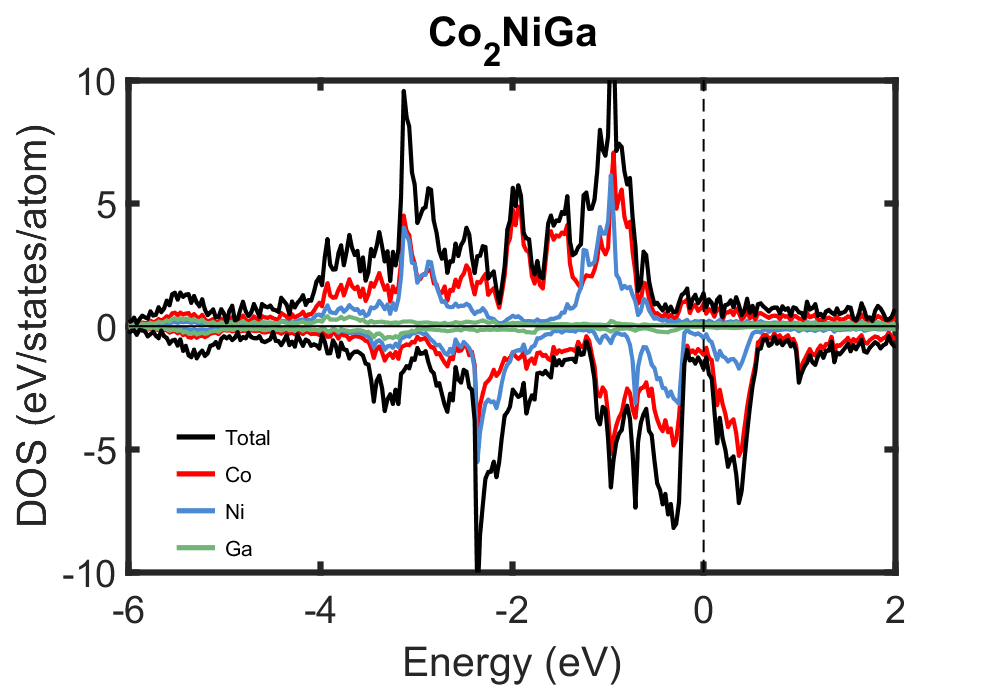 Co2NiGa
10
5
0
-5
-10
DOS (eV/states/atom)
Total
Co
Ni
Ga
-6 -4 -2 0 2
Energy (eV)